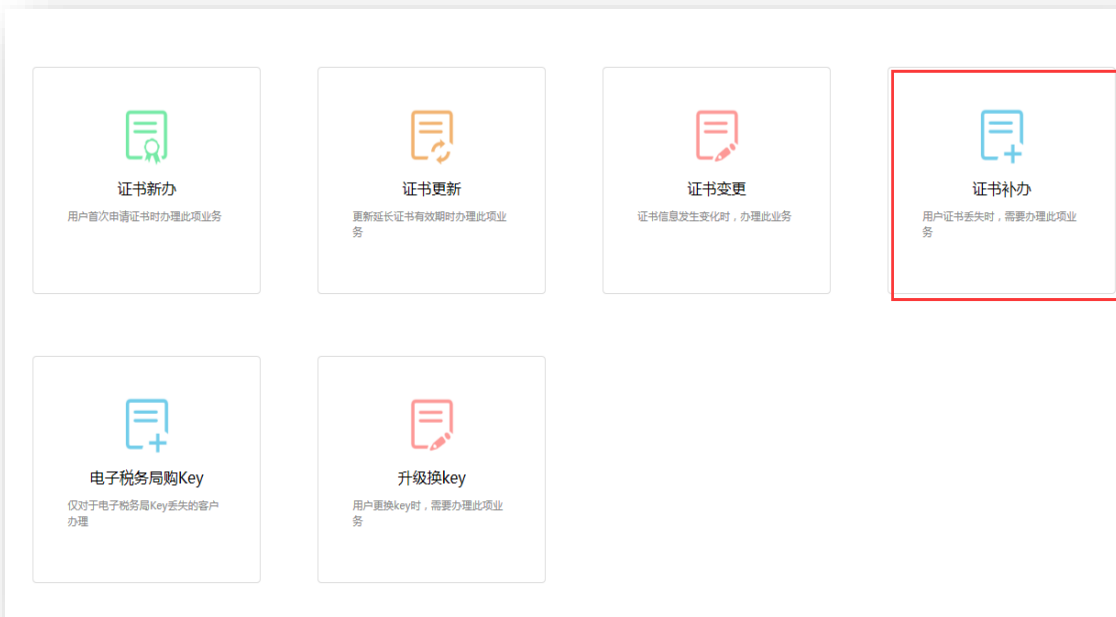 证书新办
用户首次申请证书时办理此项业务
证书更新
更新延长证书有效期时办理此项业
务
证书变更
证书信息发生变化时，办理此业务
证书补办
用户证书丢失时，需要办理此项业
务
电子税务局购Key
仅对于电子税务局Key丢失的客户
办理
升级换key
用户更换key时，需要办理此项业
务